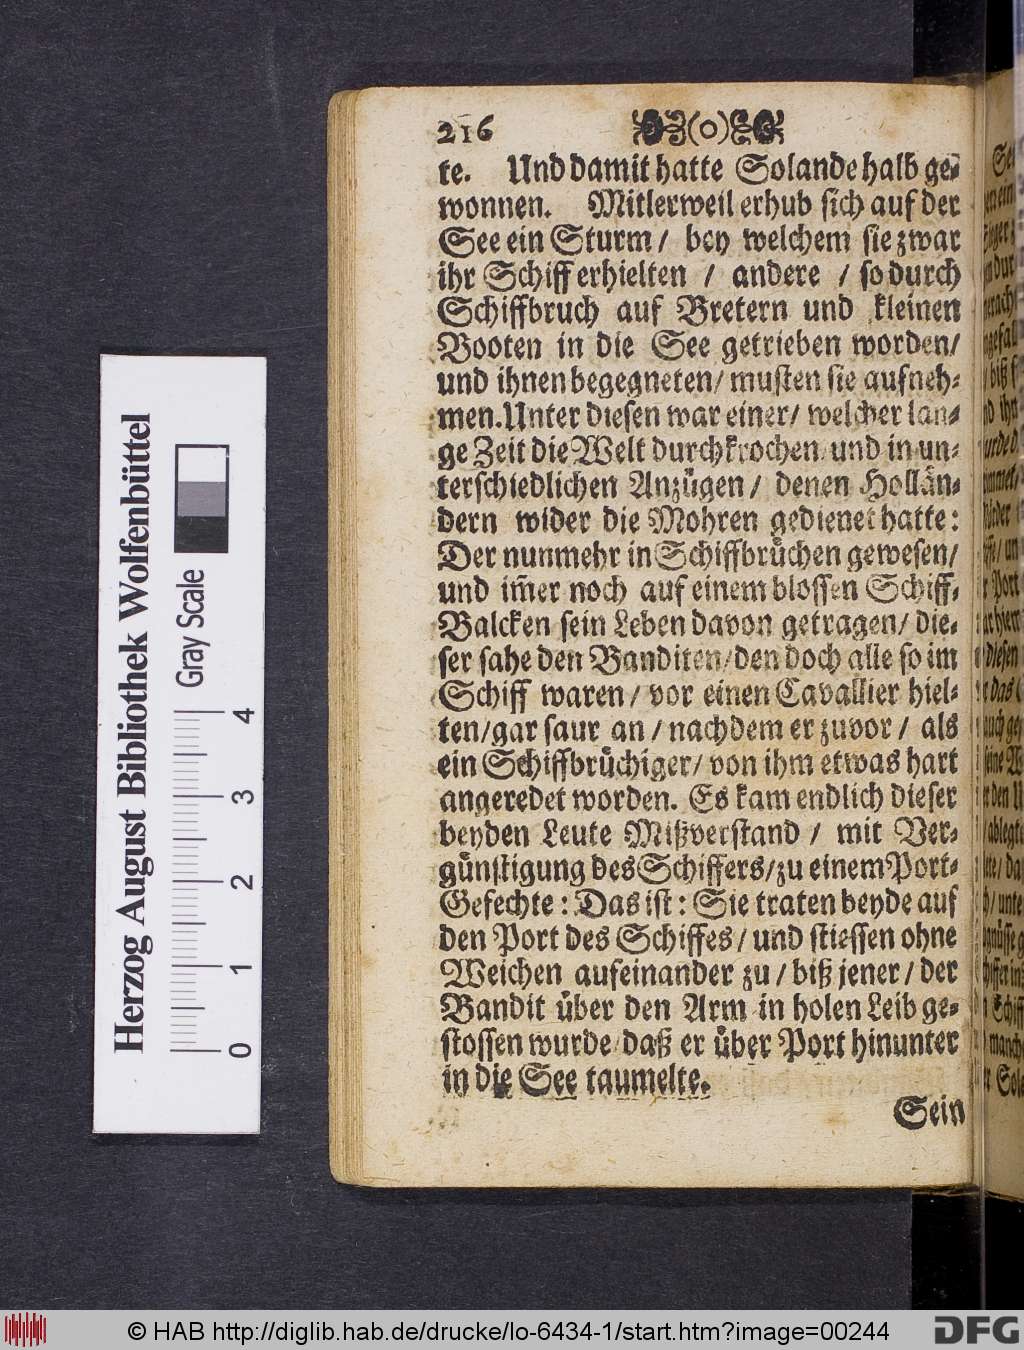 216 (o)
te. Und damit hatte Solande halb ge-
wonnen. Mitlerweil erhub sich auf der
See ein Sturm / bey welchem sie zwar
ihr Schiff erhielten / andere / so durch
Schiffbruch auf Bretern und kleinen
Booten in die See getrieben worden /
und ihnen begegneten / musten sie aufneh-
men. Unter diesen war einer / welcher lan-
ge Zeit die Welt durchkrochen / und in un-
terschiedlichen Anzügen / denen Hollän-
dern wider die Mohren gedienet hatte:
Der nunmehr in Schiffbrüchen gewesen /
und im̃er noch auf einem blossen Schiff-
Balcken sein Leben davon getragen / die-
ser sahe den Banditen / den doch alle so im
Schiff waren / vor einen Cavallier hiel-
ten / gar saur an / nachdem er zuvor / als
ein Schiffbrüchiger / von ihm etwas hart
angeredet worden. Es kam endlich dieser
beyden Leute Mißverstand / mit Ver-
günstigung des Schiffers / zu einem Port-
Gefechte: Das ist: Sie traten beyde auf
den Port des Schiffes / und stiessen ohne
Weichen aufeinander zu / biß jener / der
Bandit über den Arm in holen Leib ge-
stossen wurde / daß er über Port hinunter
in die See taumelte.
Sein
Herzog August Bibliothek Wolfenbüttel
Gray Scale
0 1 2 3 4
© HAB http://diglib.hab.de/drucke/lo-6434-1/start.htm?image=00244
DFG